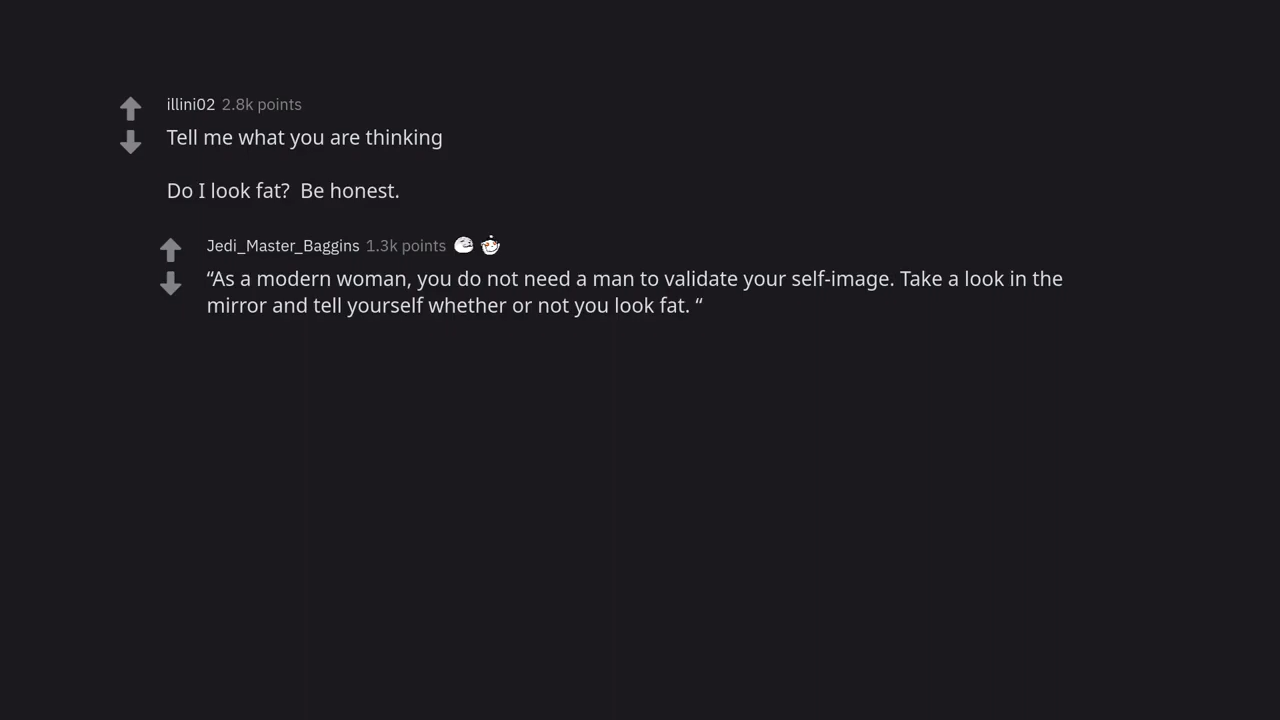 illini02 2.8k points
Tell me what you are thinking
Do I look fat?  Be honest.
Jedi_Master_Baggins 1.3k points
“As a modern woman, you do not need a man to validate your self-image. Take a look in the
mirror and tell yourself whether or not you look fat. “